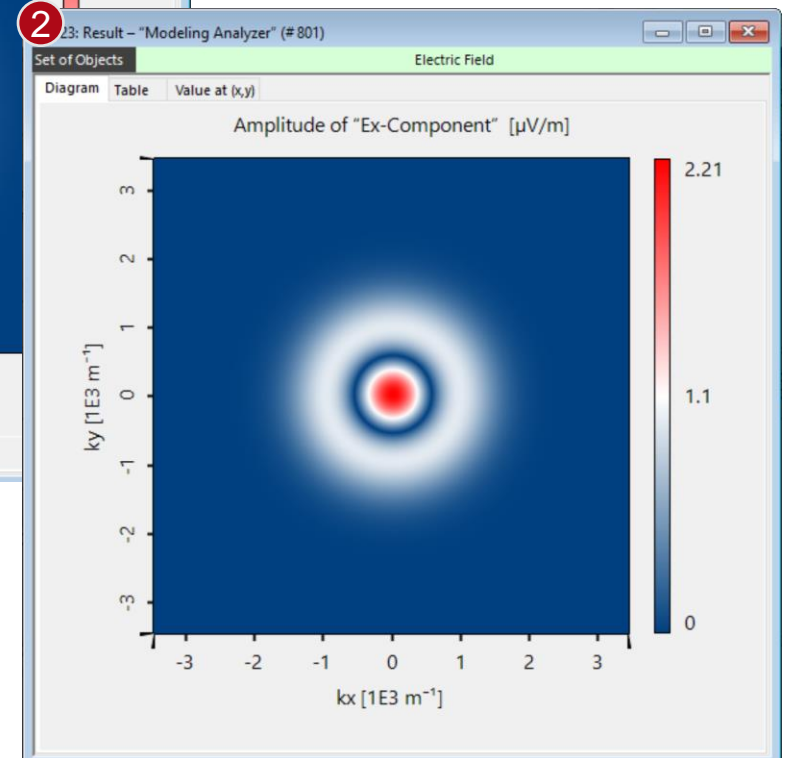 2
23: Result – "Modeling Analyzer" (#801)
Set of Objects
Electric Field
Diagram Table Value at (x,y)
Amplitude of "Ex-Component" [µV/m]
3
2
1
0
-1
-2
-3
ky [1E3 m⁻¹]
-3 -2 -1 0 1 2 3
kx [1E3 m⁻¹]
2.21
1.1
0